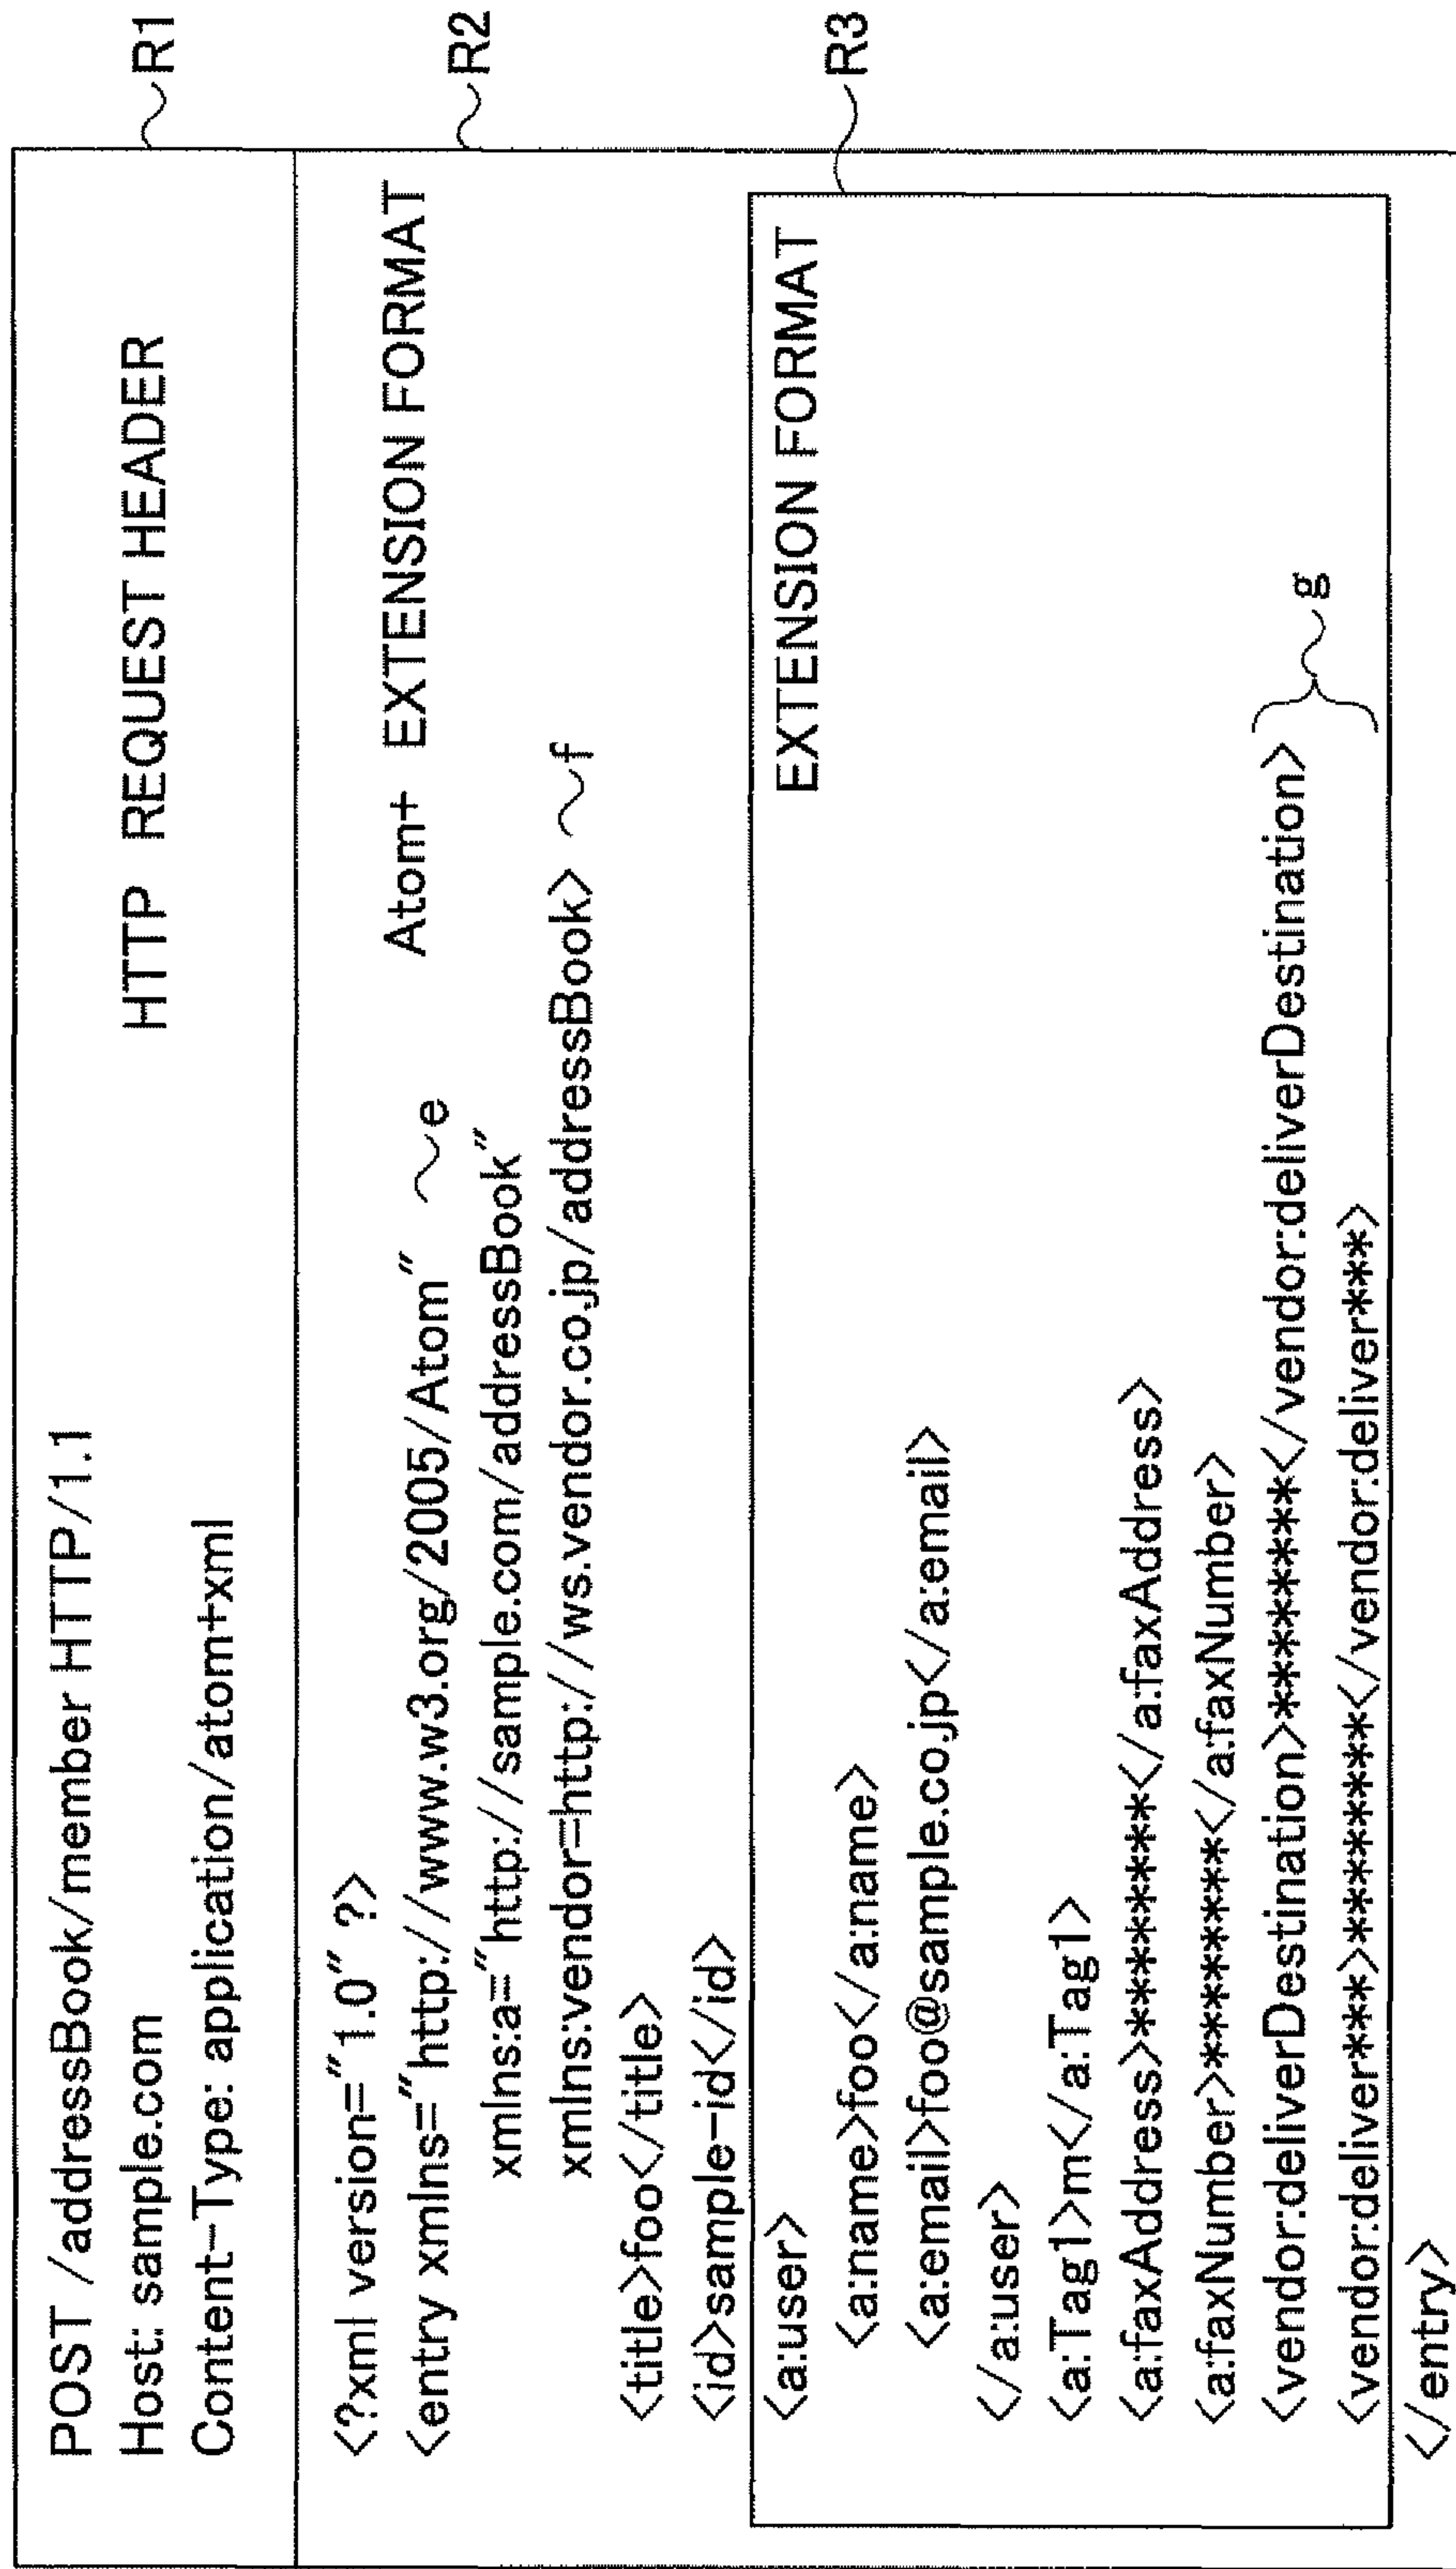 POST /addressBook/member HTTP/1.1
Host: sample.com
HTTP REQUEST HEADER
R1
Content-Type: application/atom+xml
<?xml version="1.0" ?>
Atom+ EXTENSION FORMAT
R2
<entry xmlns="http://www.w3.org/2005/Atom" ~e
xmlns:a="http://sample.com/addressBook"
xmlns:vendor=http://ws.vendor.co.jp/addressBook> ~f
<title>foo</title>
<id>sample-id</id>
<a:user>
EXTENSION FORMAT
R3
<a:name>foo</a:name>
<a:email>foo@sample.co.jp</a:email>
</a:user>
<a:Tag1>m</a:Tag1>
<a:faxAddress>*******</a:faxAddress>
<a:faxNumber>*******</a:faxNumber>
<vendor:deliverDestination>*******</vendor:deliverDestination>
g
<vendor:deliver***>*******</vendor:deliver***>
</entry>